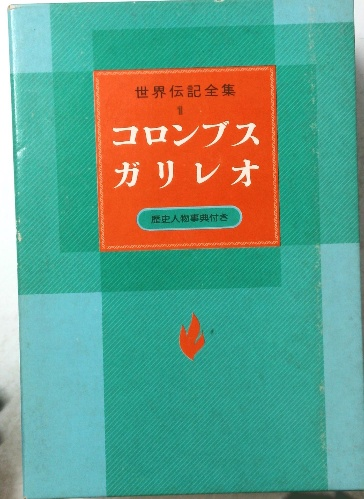 世界伝記全集
1
コロンブス
ガリレオ
歴史人物事典付き